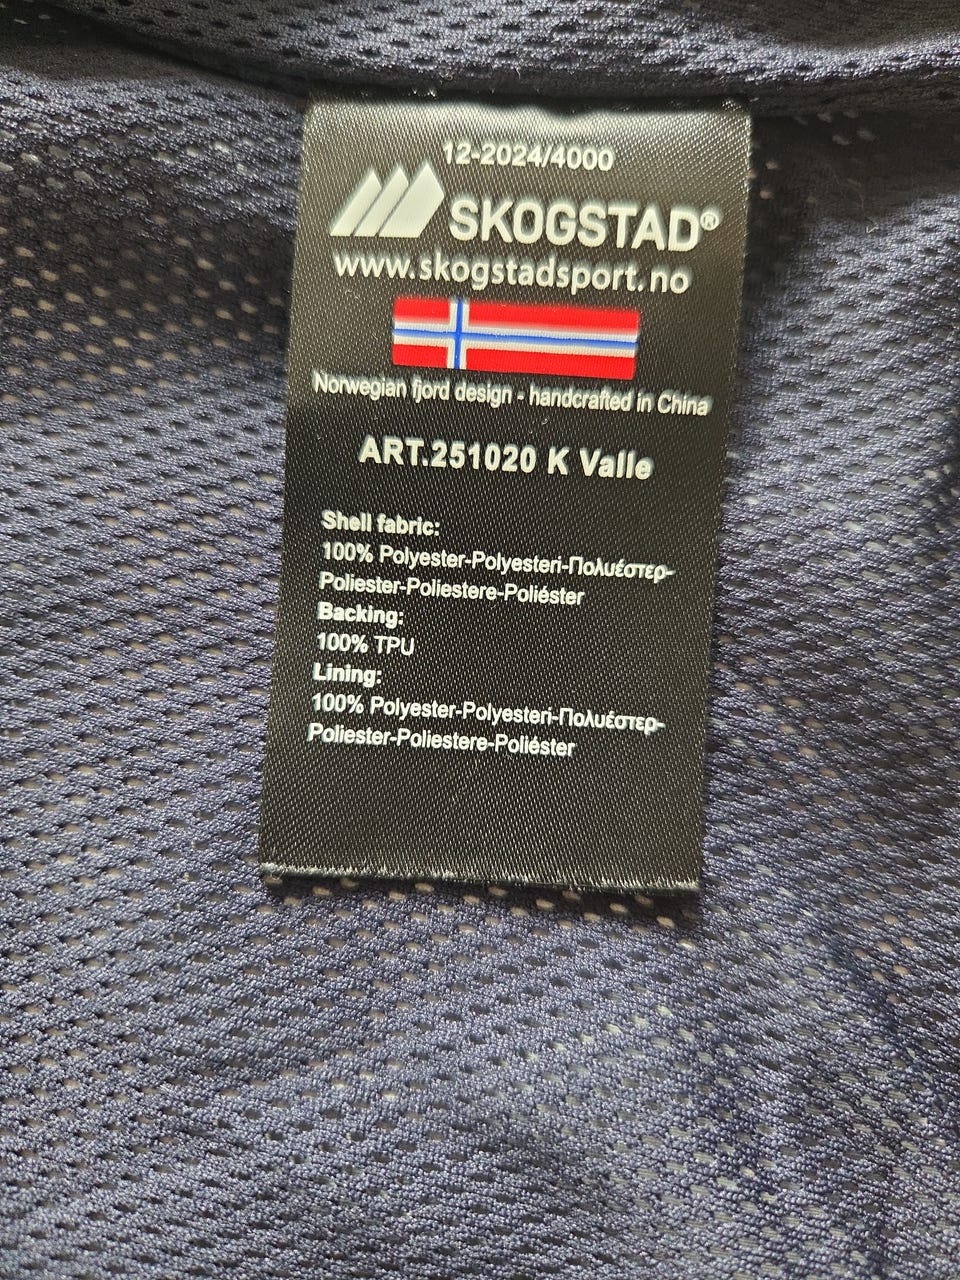 12-2024/4000
SKOGSTAD®
www.skogstadsport.no
Norwegian fjord design - handcrafted in China
ART.251020 K Valle
Shell fabric:
100% Polyester-Polyesteri-Πολυέστερ-
Poliester-Poliestere-Poliéster
Backing:
100% TPU
Lining:
100% Polyester-Polyesteri-Πολυέστερ-
Poliester-Poliestere-Poliéster